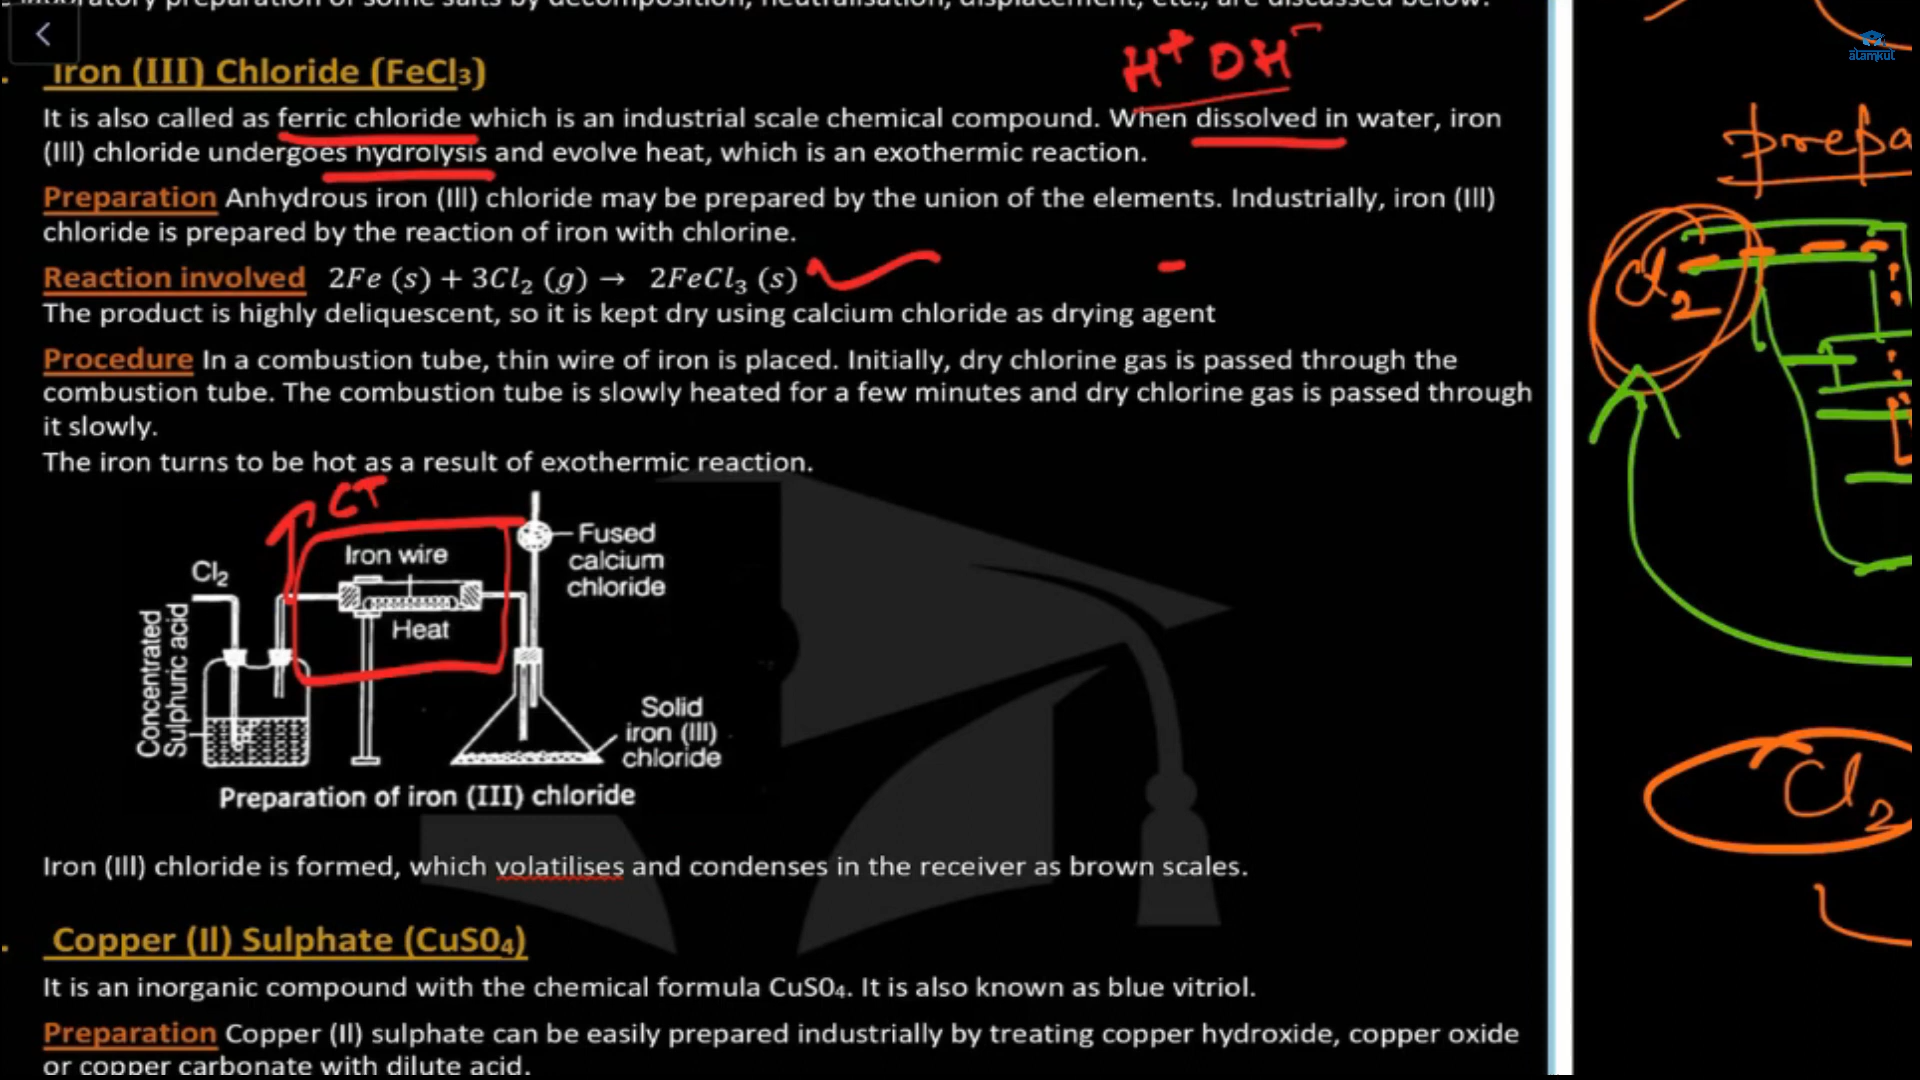 alamkut
H⁺ OH⁻
Iron (III) Chloride (FeCl₃)
It is also called as ferric chloride which is an industrial scale chemical compound. When dissolved in water, iron
(Ill) chloride undergoes hydrolysis and evolve heat, which is an exothermic reaction.
Preparation Anhydrous iron (Ill) chloride may be prepared by the union of the elements. Industrially, iron (Ill)
chloride is prepared by the reaction of iron with chlorine.
Reaction involved 2Fe (s) + 3Cl₂ (g) → 2FeCl₃ (s)
The product is highly deliquescent, so it is kept dry using calcium chloride as drying agent
Procedure In a combustion tube, thin wire of iron is placed. Initially, dry chlorine gas is passed through the
combustion tube. The combustion tube is slowly heated for a few minutes and dry chlorine gas is passed through
it slowly.
The iron turns to be hot as a result of exothermic reaction.
CT
Iron wire
Fused
calcium
chloride
Cl₂
Heat
Concentrated
Sulphuric acid
Solid
iron (III)
chloride
Preparation of iron (III) chloride
Iron (Ill) chloride is formed, which volatilises and condenses in the receiver as brown scales.
Copper (Il) Sulphate (CuS0₄)
It is an inorganic compound with the chemical formula CuS0₄. It is also known as blue vitriol.
Preparation Copper (Il) sulphate can be easily prepared industrially by treating copper hydroxide, copper oxide
or copper carbonate with dilute acid.
prepa
Cl₂
Cl₂